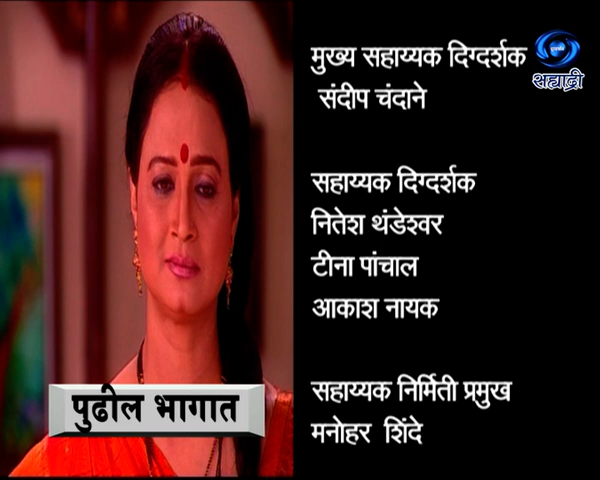 मुख्य सहाय्यक दिग्दर्शक
संदीप चंदाने
सहाय्यक दिग्दर्शक
नितेश थंडेश्वर
टीना पांचाल
आकाश नायक
सहाय्यक निर्मिती प्रमुख
मनोहर शिंदे
पुढील भागात
सह्याद्री